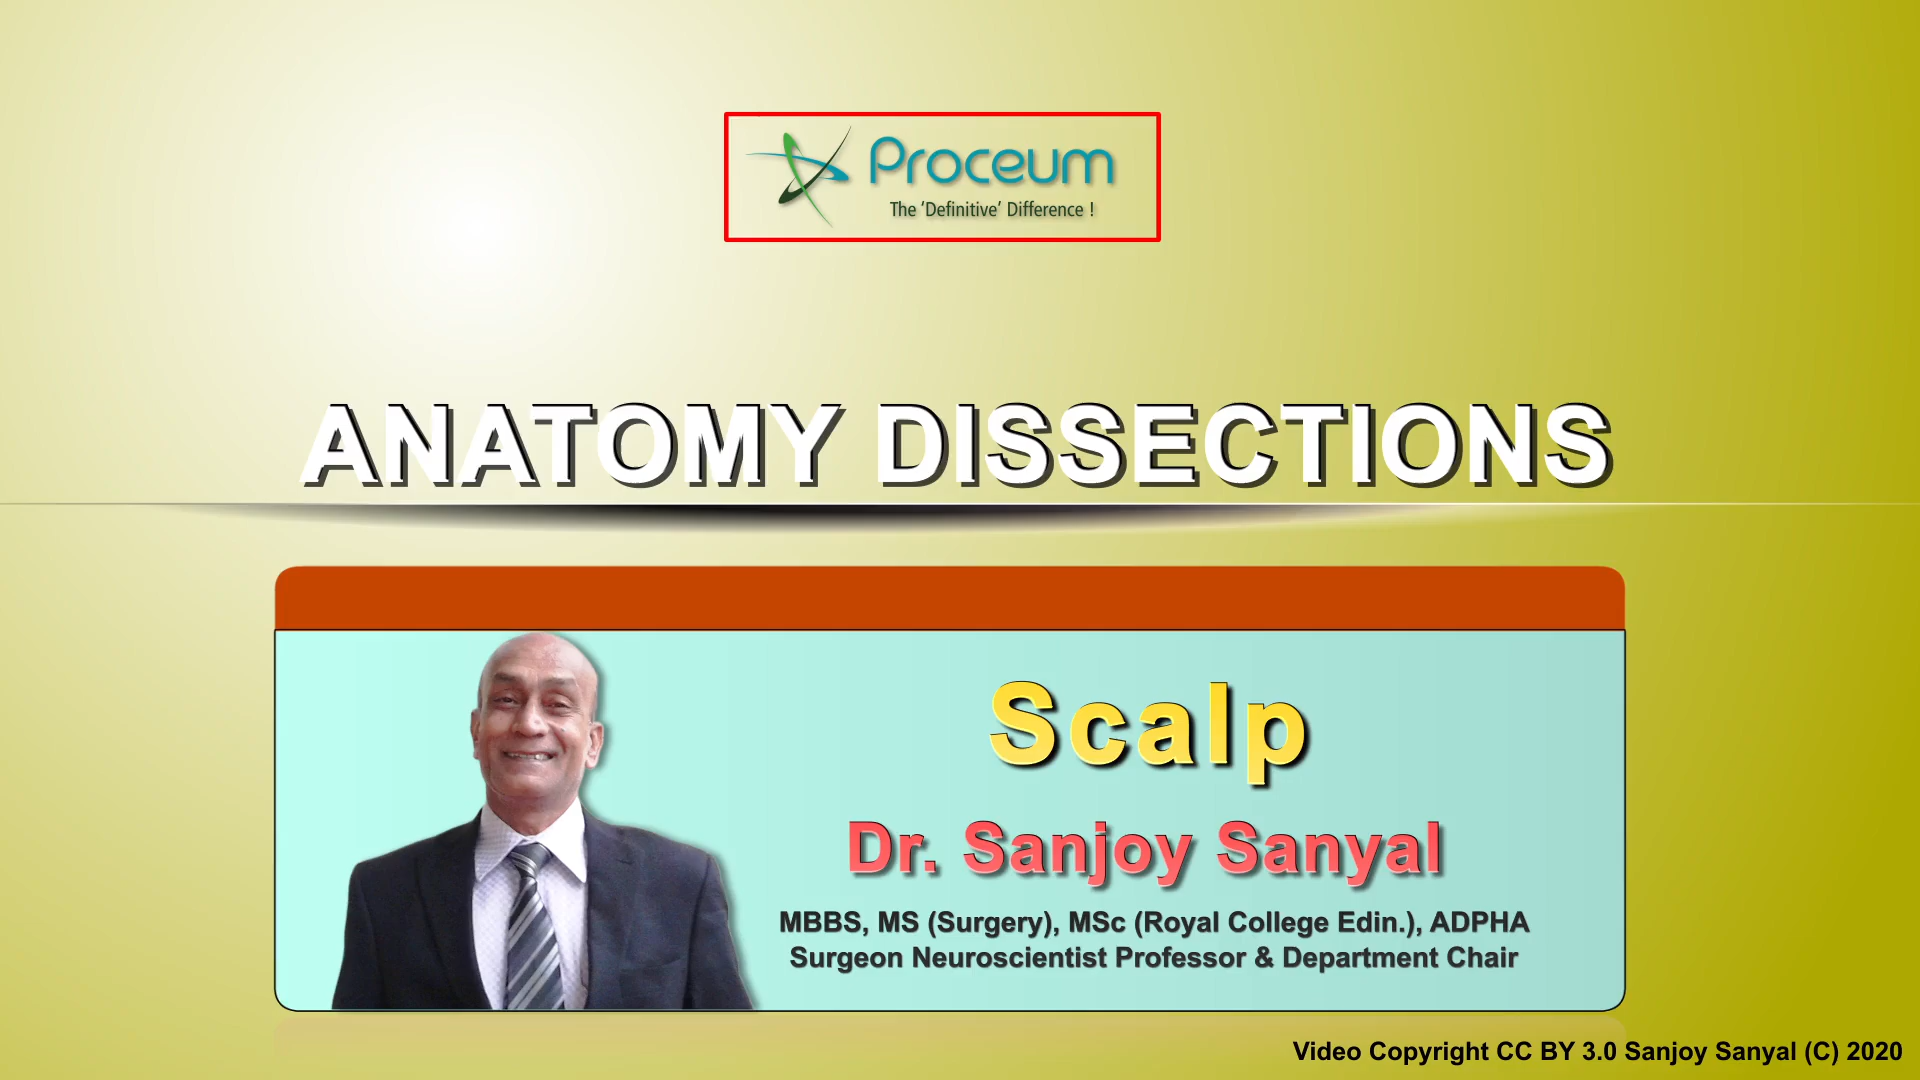 Proceum
The ‘Definitive’ Difference !
ANATOMY DISSECTIONS
Scalp
Dr. Sanjoy Sanyal
MBBS, MS (Surgery), MSc (Royal College Edin.), ADPHA
Surgeon Neuroscientist Professor & Department Chair
Video Copyright CC BY 3.0 Sanjoy Sanyal (C) 2020